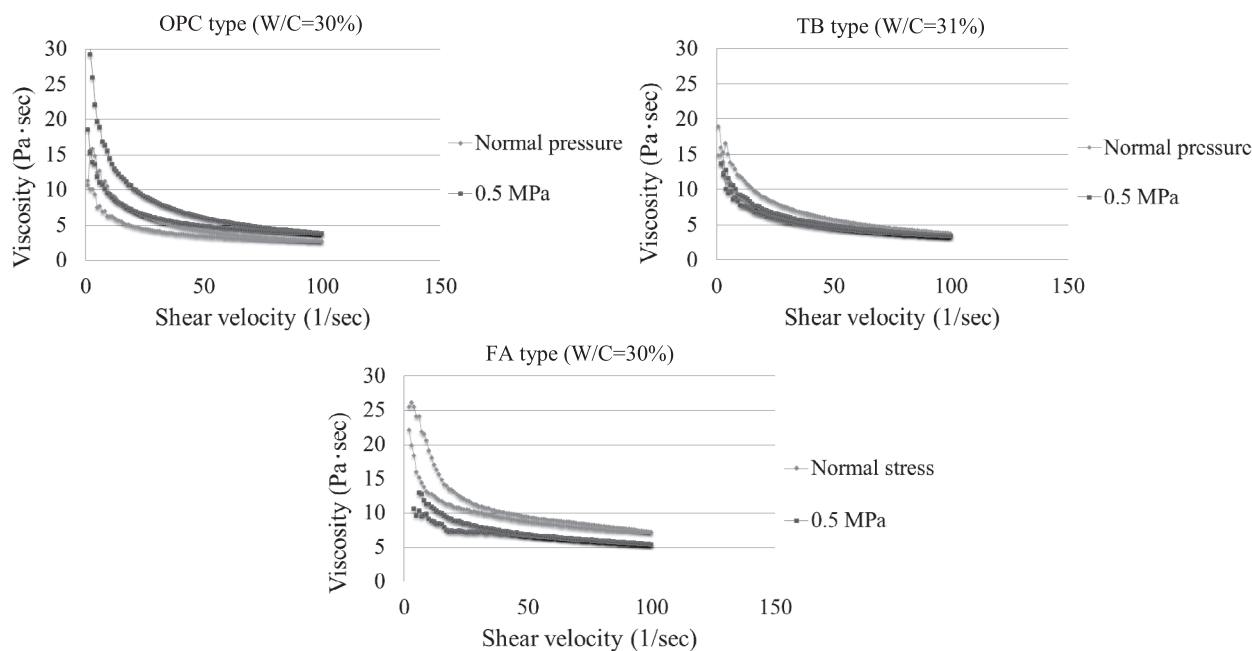 OPC type (W/C=30%)
30
25
20
15
10
5
0
Viscosity (Pa·sec)
0 50 100 150
Shear velocity (1/sec)
Normal pressure
0.5 MPa
TB type (W/C=31%)
30
25
20
15
10
5
0
Viscosity (Pa·sec)
0 50 100 150
Shear velocity (1/sec)
Normal pressure
0.5 MPa
FA type (W/C=30%)
30
25
20
15
10
5
0
Viscosity (Pa·sec)
0 50 100 150
Shear velocity (1/sec)
Normal stress
0.5 MPa